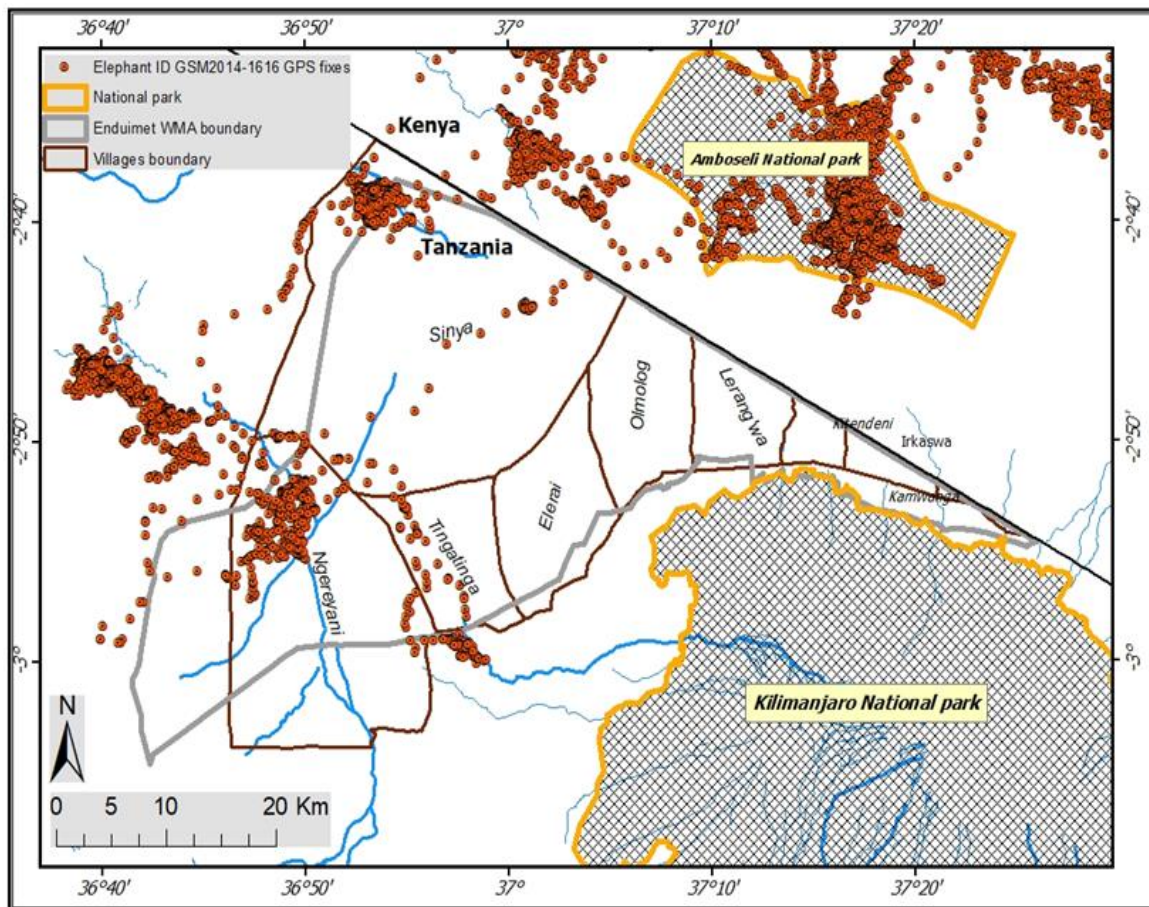 36°40' 36°50' 37° 37°10' 37°20'
Elephant ID GSM2014-1616 GPS fixes
National park
Enduimet WMA boundary
Villages boundary
Kenya
Amboseli National park
-2°40' -2°40'
Tanzania
Sinya
Olmolog
Lerang'wa
Kitendeni
Irkaswa
-2°50' -2°50'
Elerai
Kamwanga
Tingatinga
Ngereyani
-3° -3°
Kilimanjaro National park
N
0 5 10 20 Km
36°40' 36°50' 37° 37°10' 37°20'